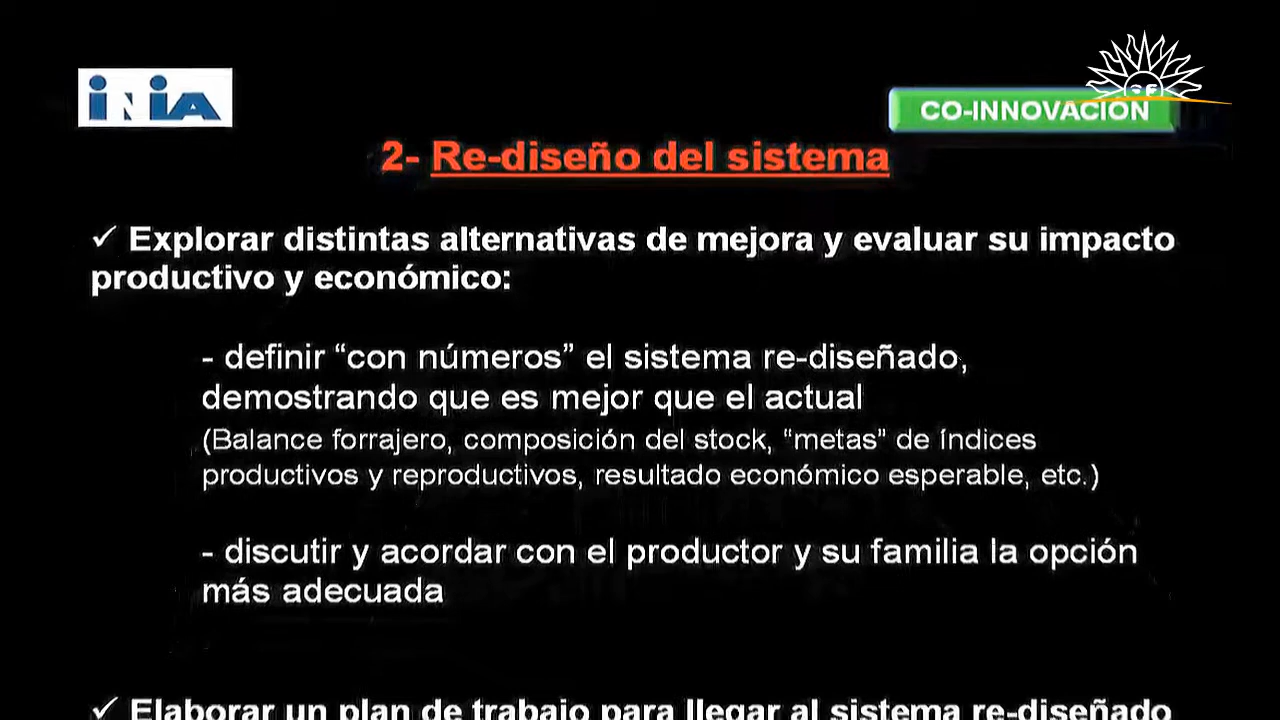 INIA
CO-INNOVACIÓN
2- Re-diseño del sistema
✓ Explorar distintas alternativas de mejora y evaluar su impacto
productivo y económico:
- definir “con números” el sistema re-diseñado,
demostrando que es mejor que el actual
(Balance forrajero, composición del stock, “metas” de índices
productivos y reproductivos, resultado económico esperable, etc.)
- discutir y acordar con el productor y su familia la opción
más adecuada
✓ Elaborar un plan de trabajo para llegar al sistema re-diseñado